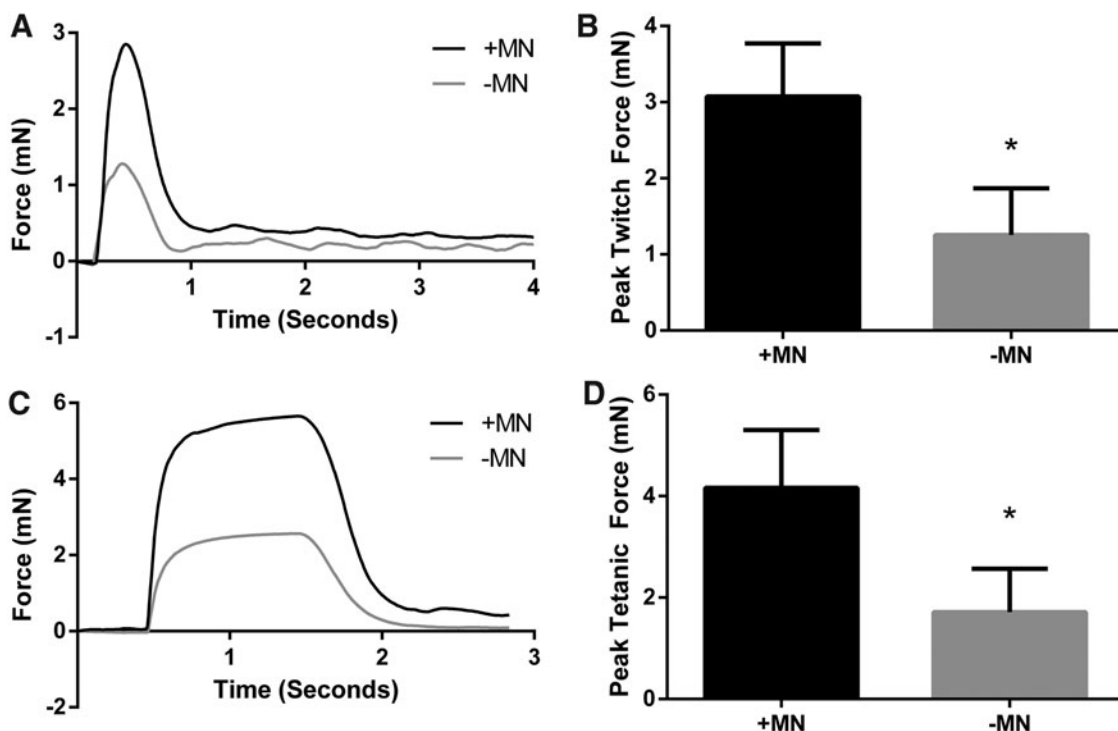 A
3
2
1
0
-1
Force (mN)
1 2 3 4
Time (Seconds)
+MN
-MN
B
4
3
2
1
0
Peak Twitch Force (mN)
*
+MN -MN
C
6
4
2
0
-2
Force (mN)
1 2 3
Time (Seconds)
+MN
-MN
D
6
4
2
0
Peak Tetanic Force (mN)
*
+MN -MN